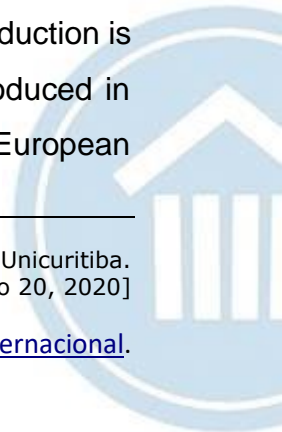 duction is
oduced in
European
Unicuritiba.
o 20, 2020]
ernacional.